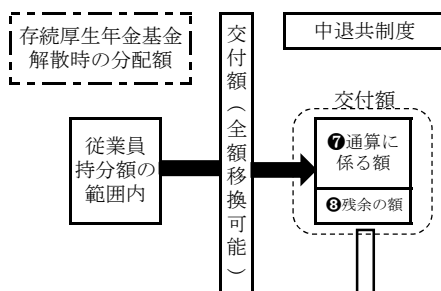 存続厚生年金基金
解散時の分配額
交付額（全額移換可能）
中退共制度
交付額
従業員
持分額の
範囲内
❼通算に
係る額
❽残余の額